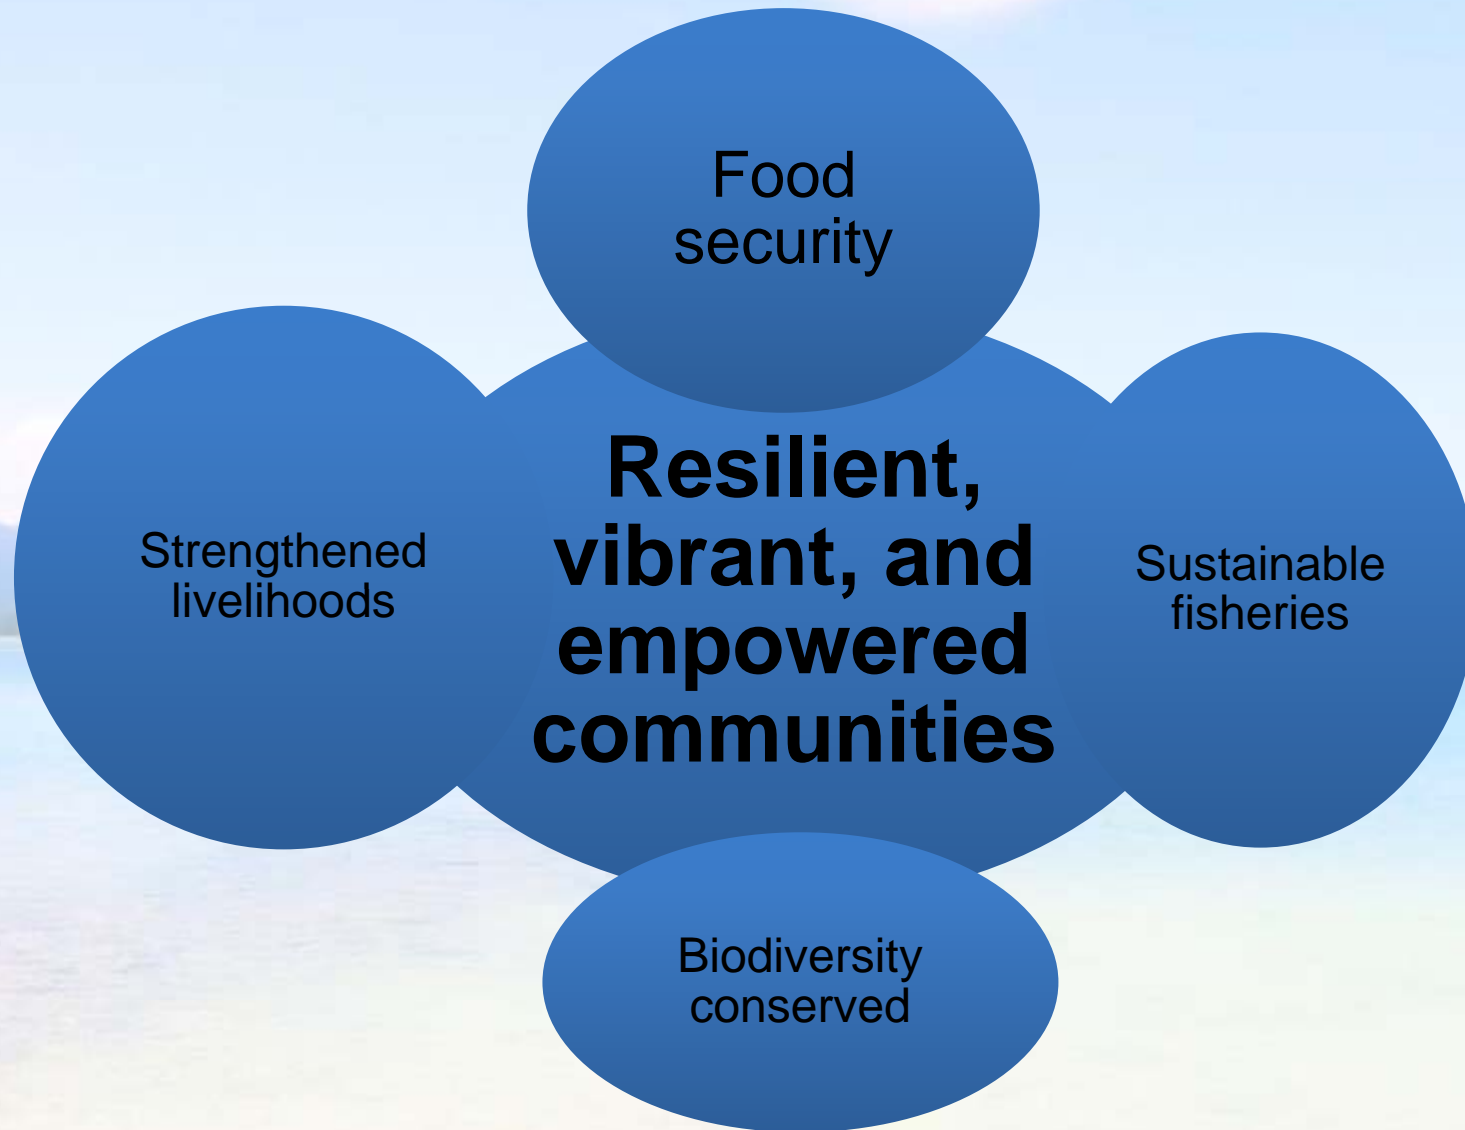 Food
security
Resilient,
vibrant, and
empowered
communities
Strengthened
livelihoods
Sustainable
fisheries
Biodiversity
conserved